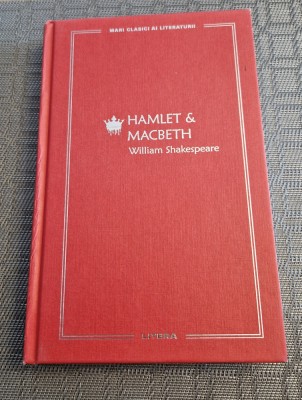 MARI CLASICI AI LITERATURII
HAMLET &
MACBETH
William Shakespeare
LITERA